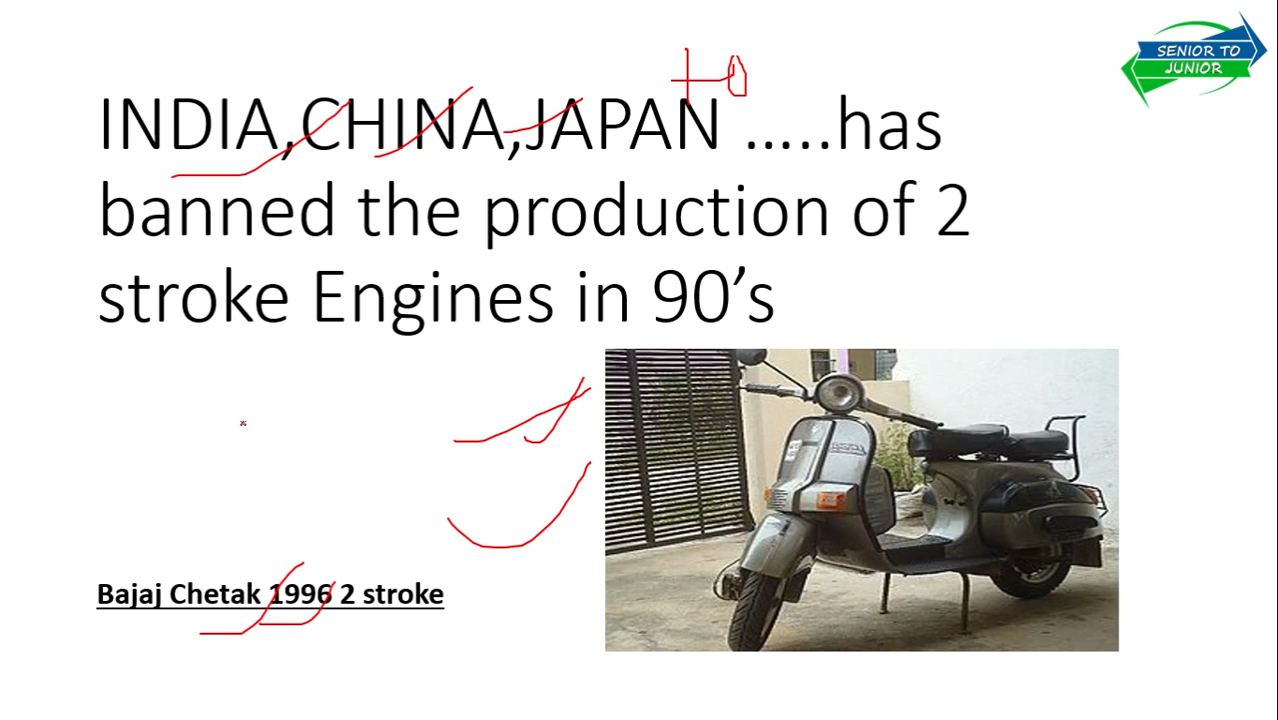 SENIOR TO
JUNIOR
to
INDIA,CHINA,JAPAN .....has
banned the production of 2
stroke Engines in 90’s
Bajaj Chetak 1996 2 stroke